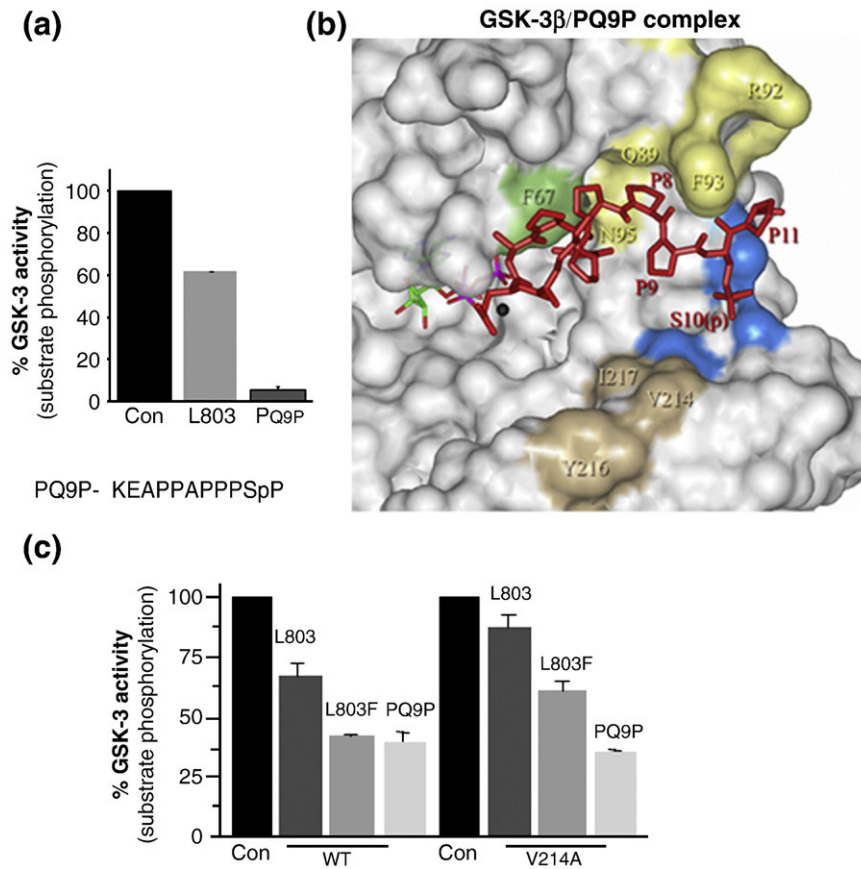 (a)
% GSK-3 activity
(substrate phosphorylation)
100
80
60
40
20
0
Con L803 PQ9P
PQ9P- KEAPPAPPPSpP
(b)
GSK-3β/PQ9P complex
R92
Q89
P8
F93
F67
N95
P11
P9
S10(p)
I217
V214
Y216
(c)
% GSK-3 activity
(substrate phosphorylation)
100
75
50
25
0
L803
L803F
PQ9P
L803
L803F
PQ9P
Con WT Con V214A